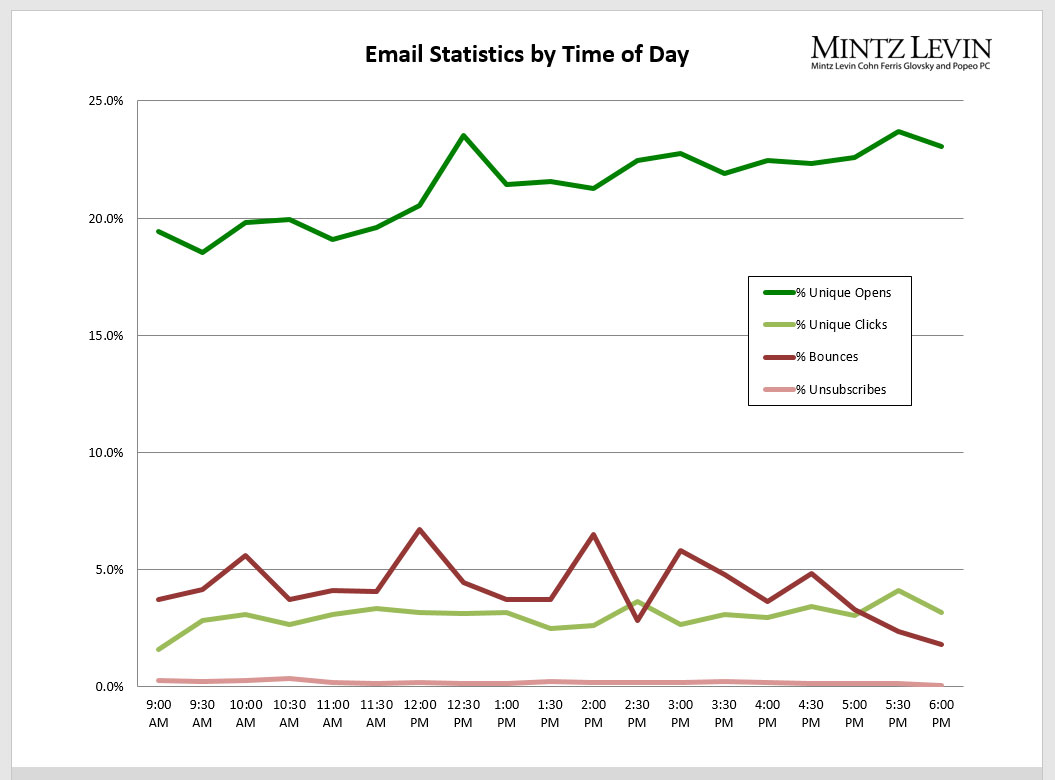 Email Statistics by Time of Day
MINTZ LEVIN
Mintz Levin Cohn Ferris Glovsky and Popeo PC
25.0%
20.0%
15.0%
10.0%
5.0%
0.0%
% Unique Opens
% Unique Clicks
% Bounces
% Unsubscribes
9:00 9:30 10:00 10:30 11:00 11:30 12:00 12:30 1:00 1:30 2:00 2:30 3:00 3:30 4:00 4:30 5:00 5:30 6:00
AM AM AM AM AM AM PM PM PM PM PM PM PM PM PM PM PM PM PM